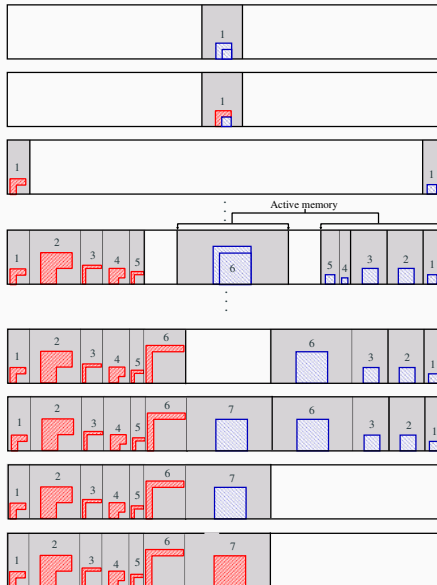 1
1
1 1
Active memory
1 2 3 4 5 6 5 4 3 2 1
1 2 3 4 5 6 6 3 2 1
1 2 3 4 5 6 7 6 3 2 1
1 2 3 4 5 6 7
1 2 3 4 5 6 7